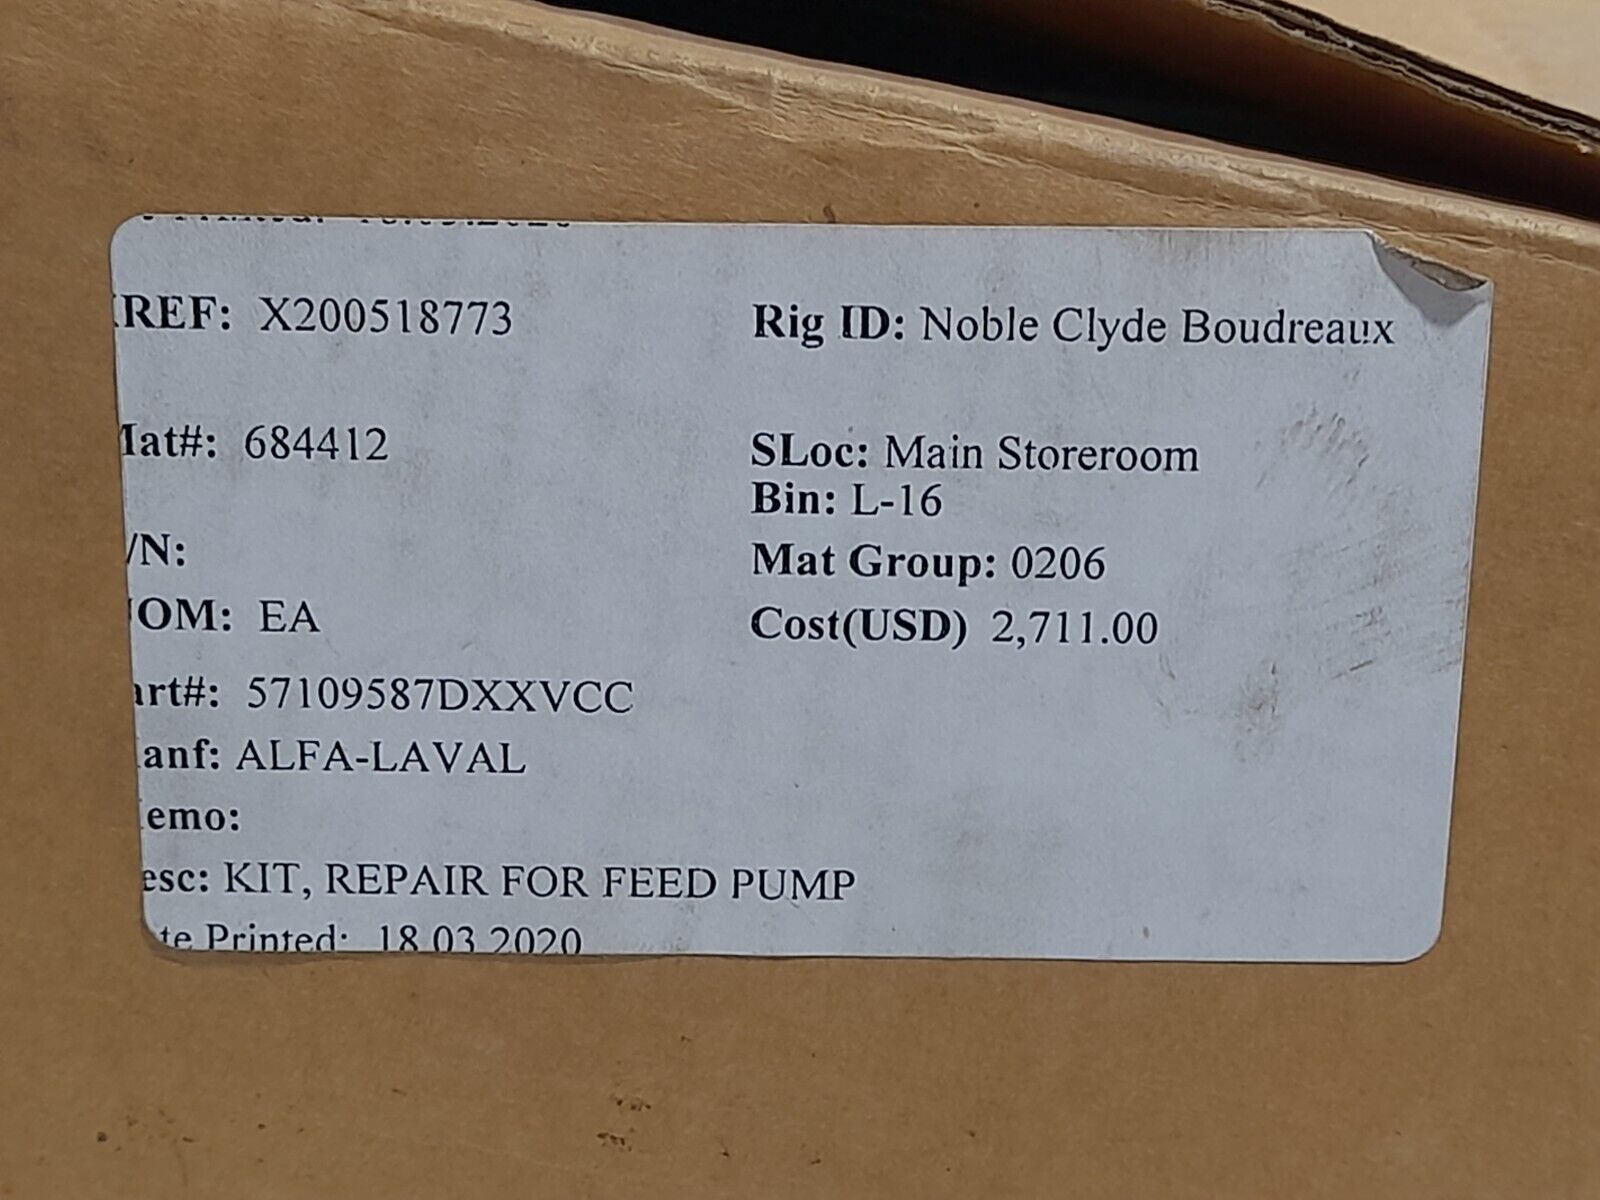 REF: X200518773
Rig ID: Noble Clyde Boudreaux
Mat#: 684412
SLoc: Main Storeroom
Bin: L-16
/N:
Mat Group: 0206
OM: EA
Cost(USD) 2,711.00
art#: 57109587DXXVCC
anf: ALFA-LAVAL
emo:
esc: KIT, REPAIR FOR FEED PUMP
te Printed: 18.03.2020